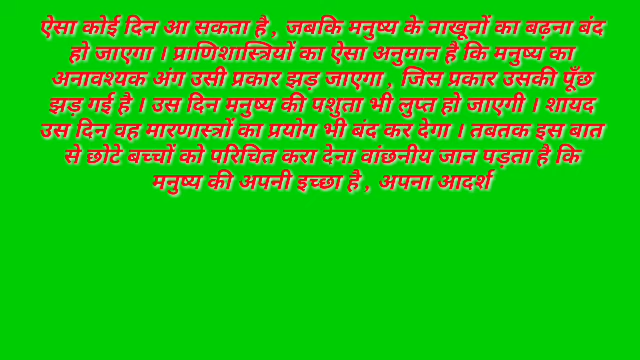 ऐसा कोई दिन आ सकता है , जबकि मनुष्य के नाखूनों का बढ़ना बंद
हो जाएगा । प्राणिशास्त्रियों का ऐसा अनुमान है कि मनुष्य का
अनावश्यक अंग उसी प्रकार झड़ जाएगा , जिस प्रकार उसकी पूँछ
झड़ गई है । उस दिन मनुष्य की पशुता भी लुप्त हो जाएगी । शायद
उस दिन वह मारणास्त्रों का प्रयोग भी बंद कर देगा । तबतक इस बात
से छोटे बच्चों को परिचित करा देना वांछनीय जान पड़ता है कि
मनुष्य की अपनी इच्छा है , अपना आदर्श